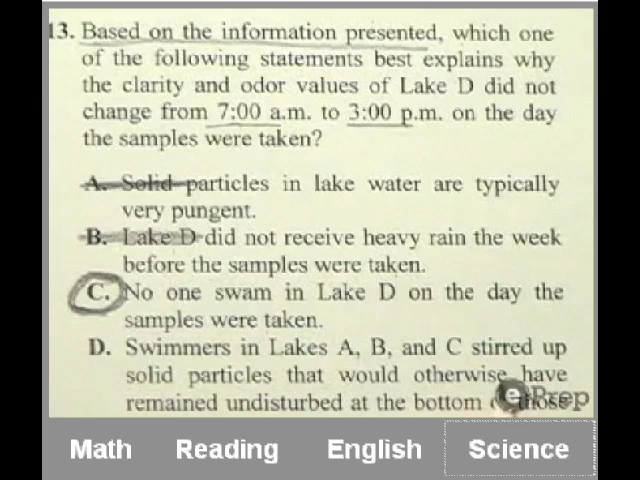 13. Based on the information presented, which one
of the following statements best explains why
the clarity and odor values of Lake D did not
change from 7:00 a.m. to 3:00 p.m. on the day
the samples were taken?
A. Solid particles in lake water are typically
very pungent.
B. Lake D did not receive heavy rain the week
before the samples were taken.
C. No one swam in Lake D on the day the
samples were taken.
D. Swimmers in Lakes A, B, and C stirred up
solid particles that would otherwise have
remained undisturbed at the bottom of those
ePrep
Math Reading English Science